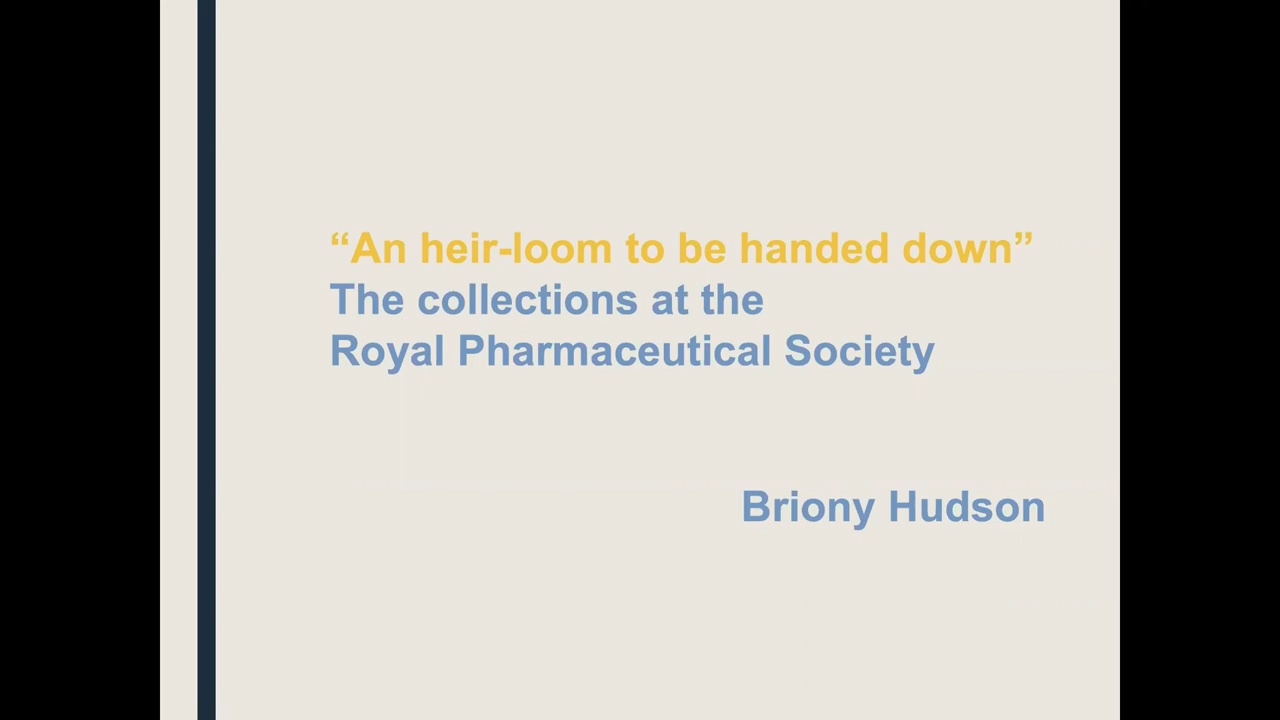 “An heir-loom to be handed down”
The collections at the
Royal Pharmaceutical Society
Briony Hudson